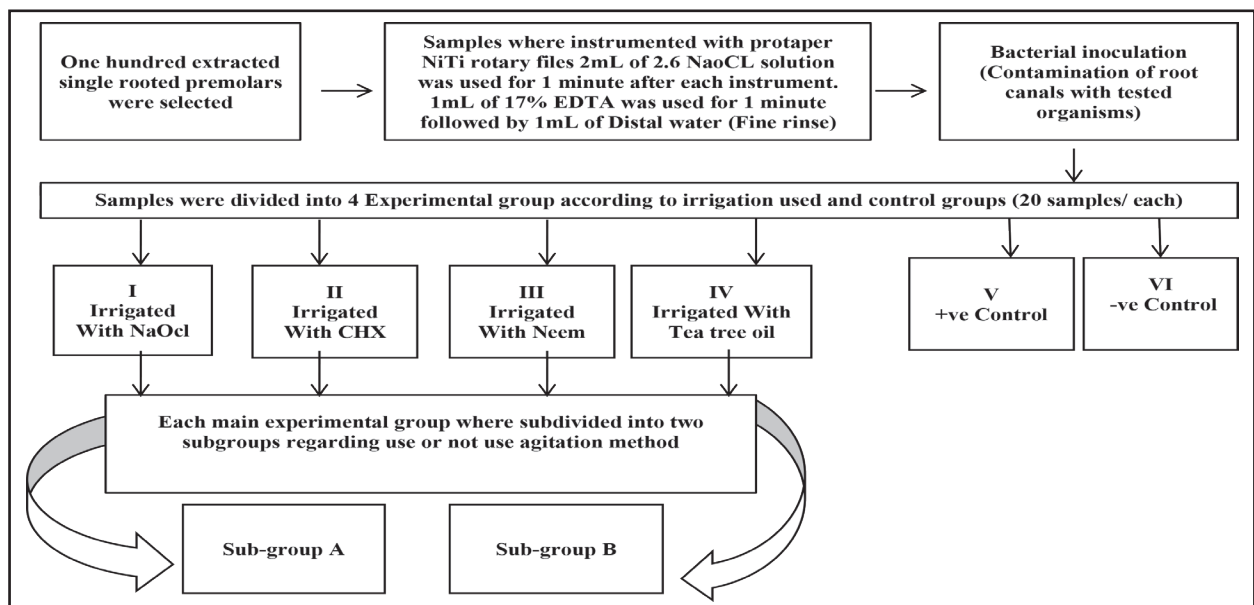 One hundred extracted
single rooted premolars
were selected
Samples where instrumented with protaper
NiTi rotary files 2mL of 2.6 NaoCL solution
was used for 1 minute after each instrument.
1mL of 17% EDTA was used for 1 minute
followed by 1mL of Distal water (Fine rinse)
Bacterial inoculation
(Contamination of root
canals with tested
organisms)
Samples were divided into 4 Experimental group according to irrigation used and control groups (20 samples/ each)
I
Irrigated
With NaOcl
II
Irrigated
With CHX
III
Irrigated
With Neem
IV
Irrigated With
Tea tree oil
V
+ve Control
VI
-ve Control
Each main experimental group where subdivided into two
subgroups regarding use or not use agitation method
Sub-group A
Sub-group B